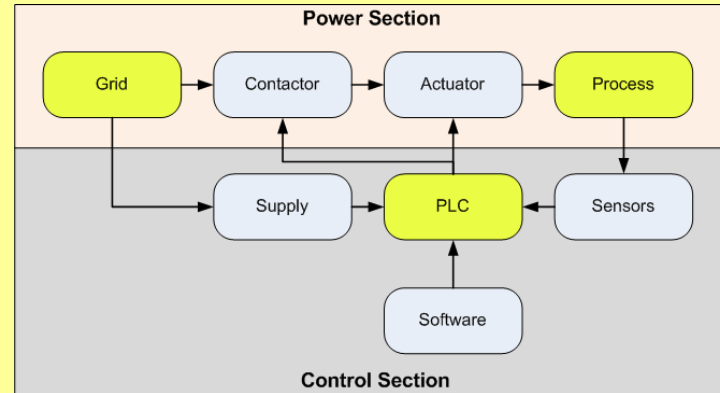 Power Section
Grid
Contactor
Actuator
Process
Supply
PLC
Sensors
Software
Control Section